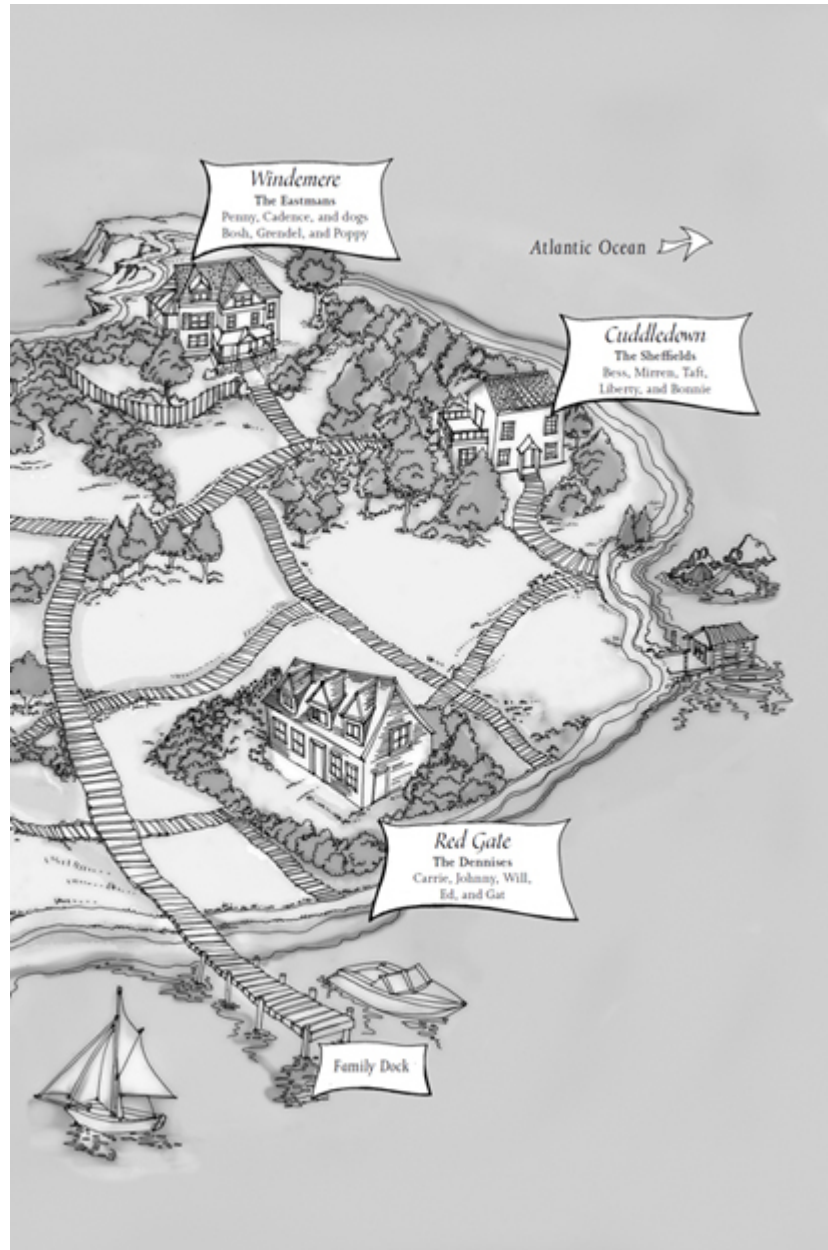 Windemere
The Eastmans
Penny, Cadence, and dogs
Bosh, Grendel, and Poppy
Atlantic Ocean
Cuddledown
The Sheffields
Bess, Mirren, Taft,
Liberty, and Bonnie
Red Gate
The Dennises
Carrie, Johnny, Will,
Ed, and Gat
Family Dock